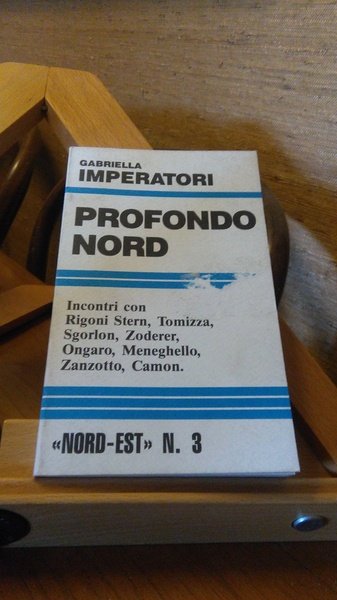 GABRIELLA
IMPERATORI
PROFONDO
NORD
Incontri con
Rigoni Stern, Tomizza,
Sgorlon, Zoderer,
Ongaro, Meneghello,
Zanzotto, Camon.
«NORD-EST» N. 3